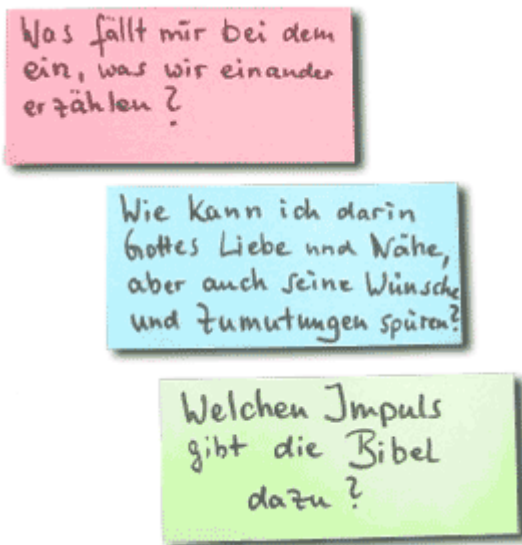 Was fällt mir bei dem
ein, was wir einander
erzählen?
Wie kann ich darin
Gottes Liebe und Nähe,
aber auch seine Wünsche
und Zumutungen spüren?
Welchen Impuls
gibt die Bibel
dazu?